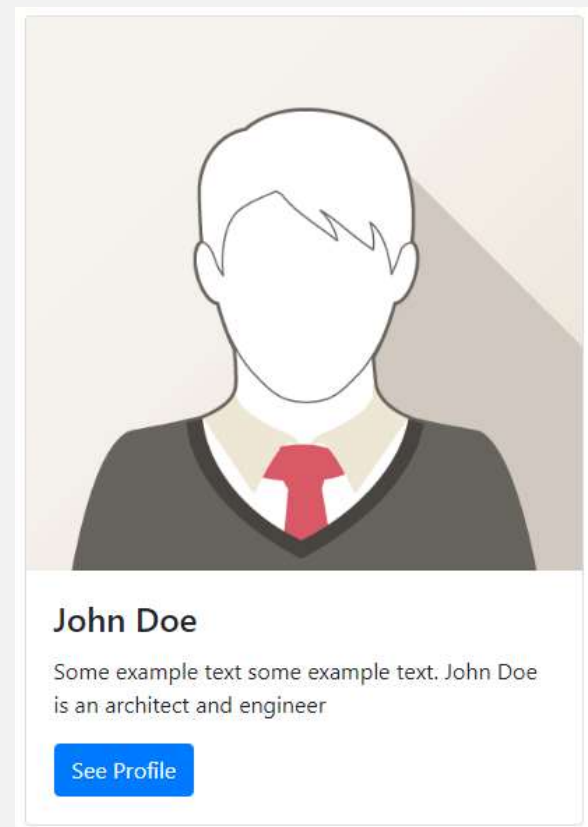 John Doe
Some example text some example text. John Doe
is an architect and engineer
See Profile